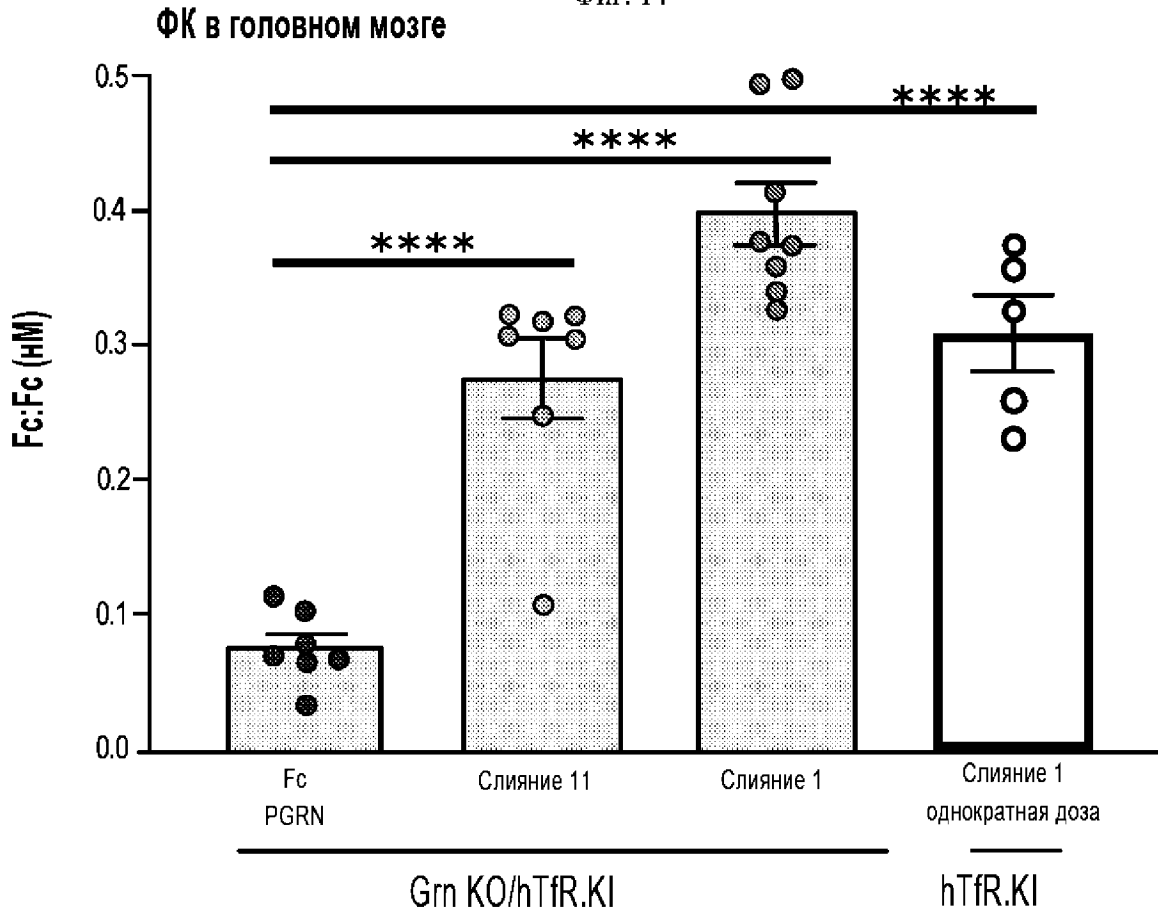 ФК в головном мозге
Fc:Fc (нМ)
0.5
0.4
0.3
0.2
0.1
0.0
****
****
****
Fc
PGRN
Слияние 11
Слияние 1
Слияние 1
однократная доза
Grn KO/hTfR.KI
hTfR.KI